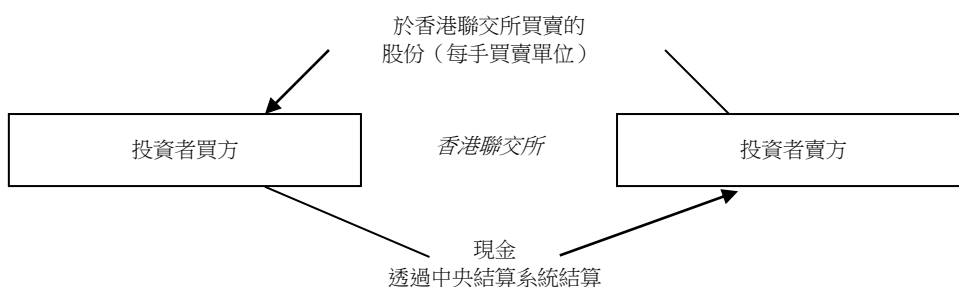 於香港聯交所買賣的
股份（每手買賣單位）
投資者買方
香港聯交所
投資者賣方
現金
透過中央結算系統結算